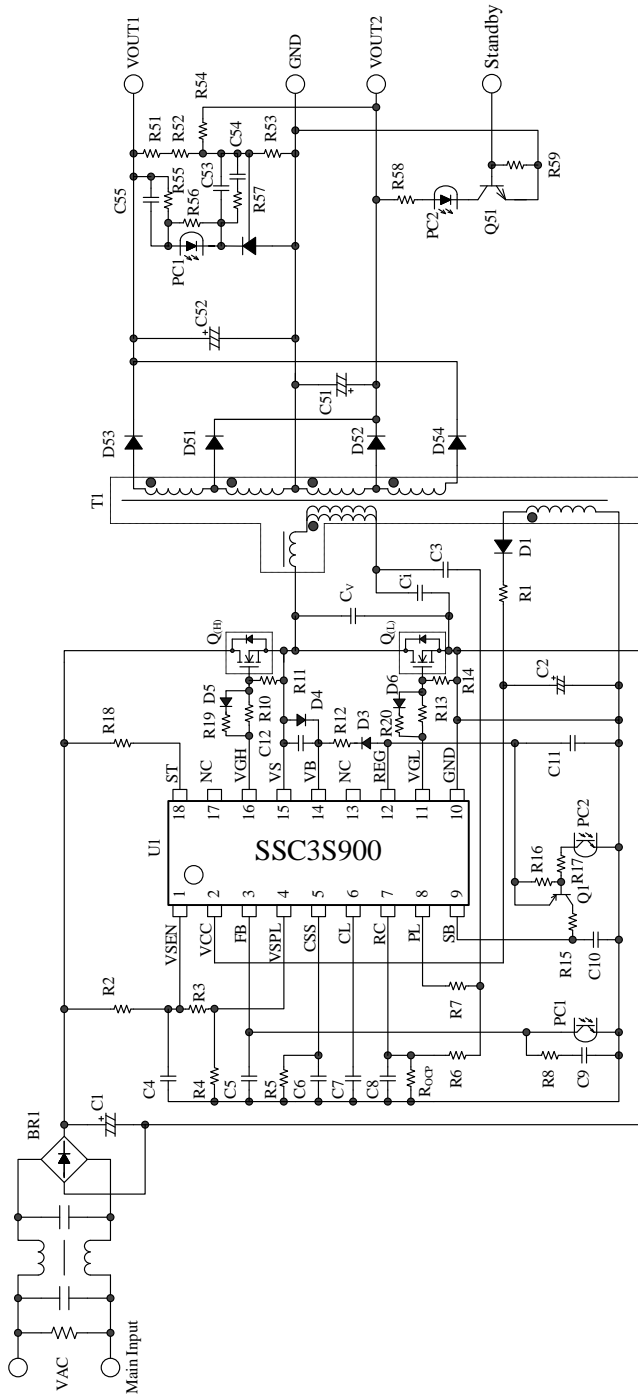 VOUT1
GND
VOUT2
Standby
R51
R52
R54
C55
R55
R56
C53
C54
R57
R53
PC1
R58
PC2
Q51
R59
C52
C51
D53
D51
D52
D54
T1
C3
Ci
CV
D1
R1
C2
Q(H)
Q(L)
R18
D5
R19
R10
R11
D4
C12
R12
D3
D6
R20
R13
R14
C11
ST
NC
VGH
VS
VB
NC
REG
VGL
GND
18
17
16
15
14
13
12
11
10
U1
SSC3S900
1
2
3
4
5
6
7
8
9
VSEN
VCC
FB
VSPL
CSS
CL
RC
PL
SB
R16
R17
PC2
Q1
R15
C10
R2
R3
R7
R6
PC1
R8
C9
C4
R4
C5
R5
C6
C7
C8
ROCP
BR1
C1
VAC
Main Input